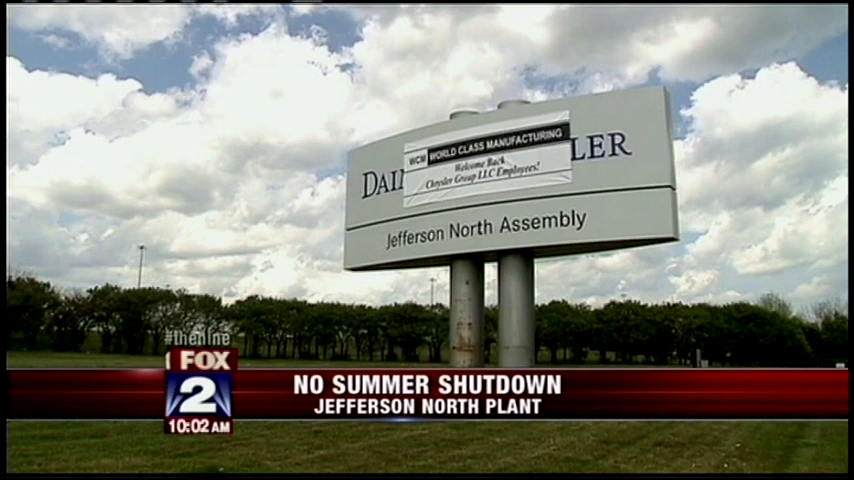 WCM WORLD CLASS MANUFACTURING
Welcome Back
Chrysler Group LLC Employees!
DAI LER
Jefferson North Assembly
#thenine
FOX
2
10:02 AM
NO SUMMER SHUTDOWN
JEFFERSON NORTH PLANT